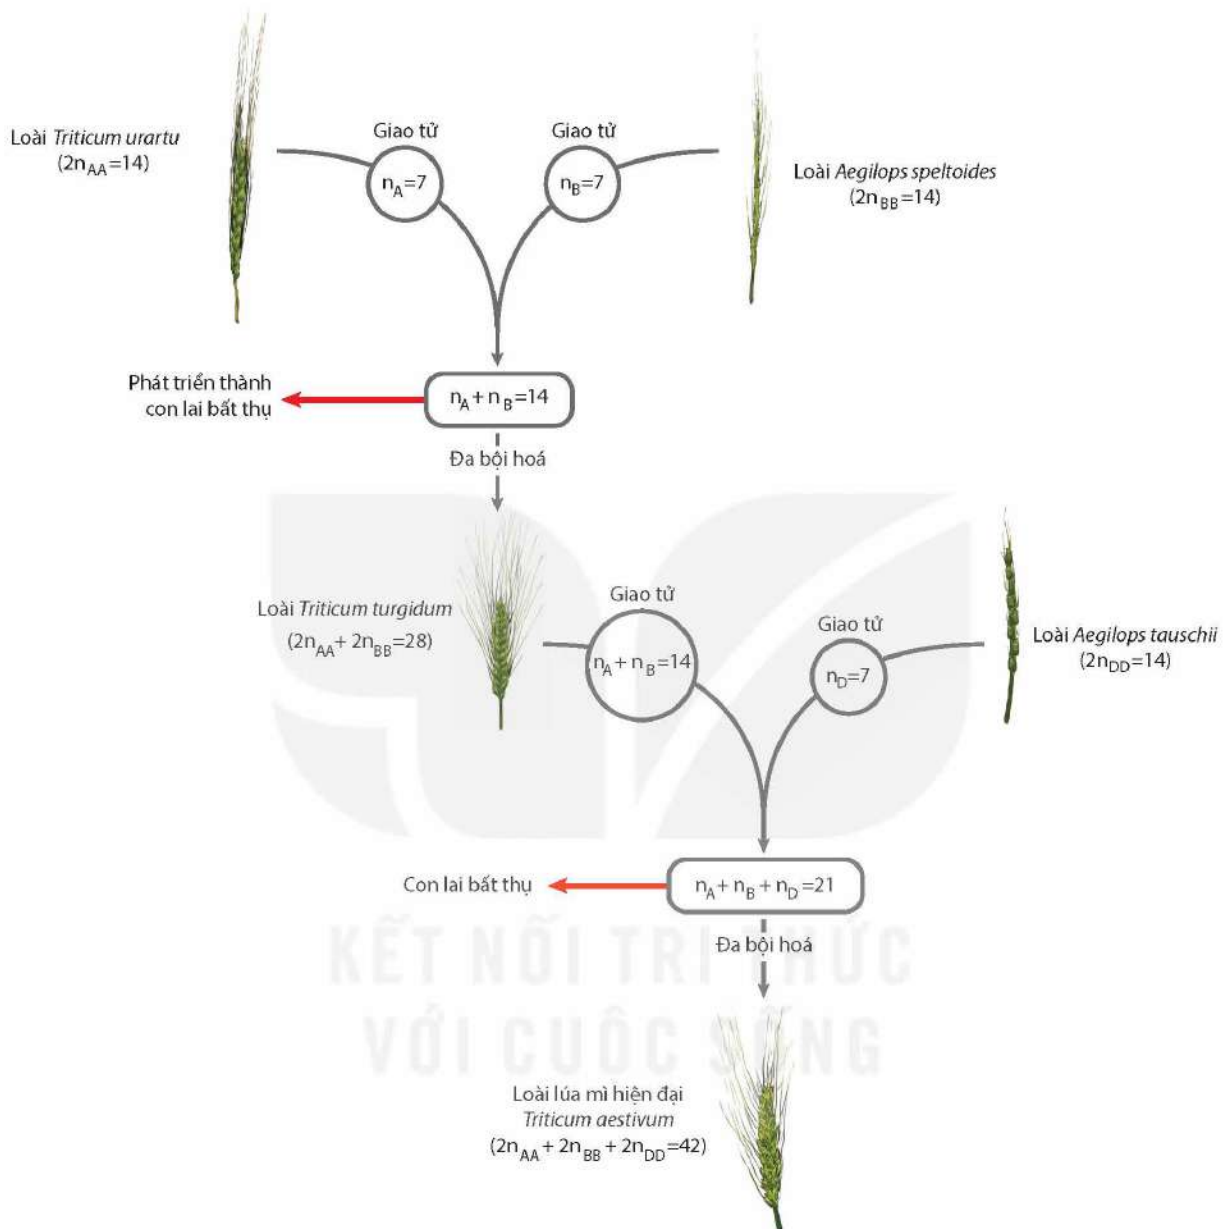 Loài Triticum urartu
(2nAA=14)
Giao tử
nA=7
Giao tử
nB=7
Loài Aegilops speltoides
(2nBB=14)
Phát triển thành
con lai bất thụ
nA+ nB=14
Đa bội hoá
Loài Triticum turgidum
(2nAA+ 2nBB=28)
Giao tử
nA+ nB=14
Giao tử
nD=7
Loài Aegilops tauschii
(2nDD=14)
Con lai bất thụ
nA+ nB+ nD=21
Đa bội hoá
KẾT NỐI TRI THỨC
VỚI CUỘC SỐNG
Loài lúa mì hiện đại
Triticum aestivum
(2nAA+ 2nBB+ 2nDD=42)